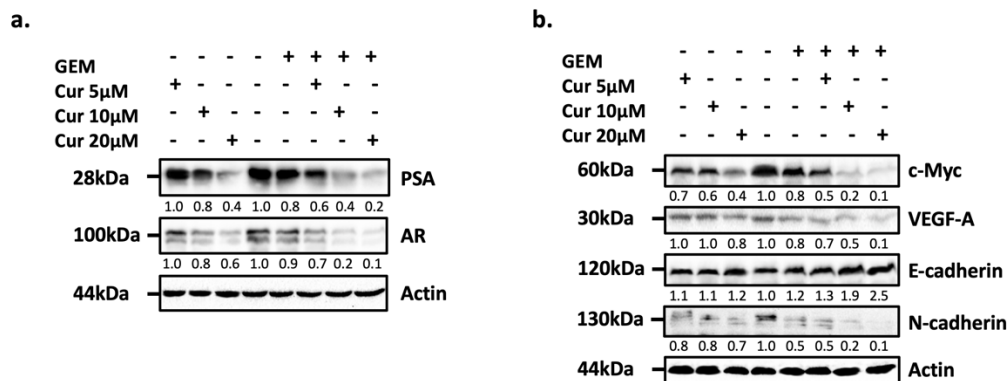 a.
GEM - - - - + + + +
Cur 5μM + - - - - + - -
Cur 10μM - + - - - - + -
Cur 20μM - - + - - - - +
28kDa PSA
1.0 0.8 0.4 1.0 0.8 0.6 0.4 0.2
100kDa AR
1.0 0.8 0.6 1.0 0.9 0.7 0.2 0.1
44kDa Actin
b.
GEM - - - - + + + +
Cur 5μM + - - - - + - -
Cur 10μM - + - - - - + -
Cur 20μM - - + - - - - +
60kDa c-Myc
0.7 0.6 0.4 1.0 0.8 0.5 0.2 0.1
30kDa VEGF-A
1.0 1.0 0.8 1.0 0.8 0.7 0.5 0.1
120kDa E-cadherin
1.1 1.1 1.2 1.0 1.2 1.3 1.9 2.5
130kDa N-cadherin
0.8 0.8 0.7 1.0 0.5 0.5 0.2 0.1
44kDa Actin